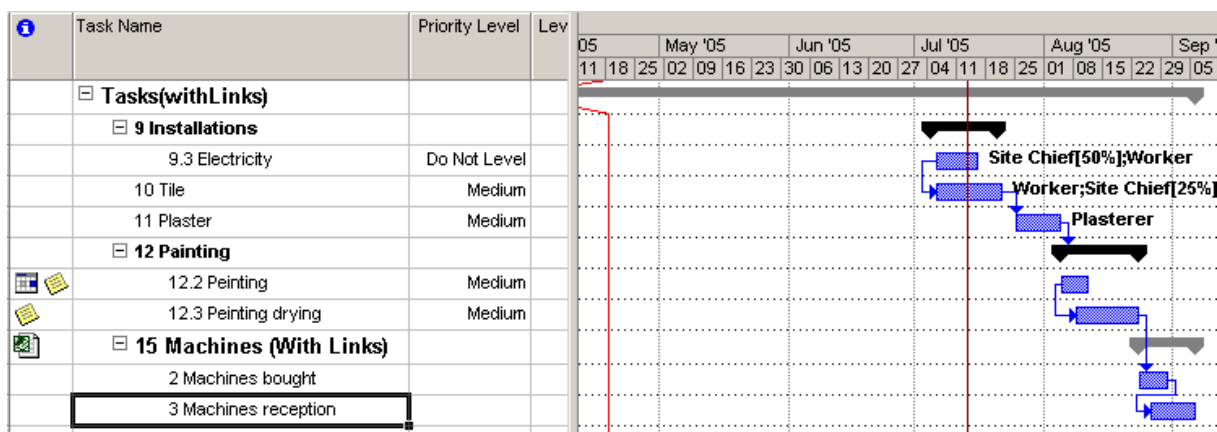 i Task Name Priority Level Lev
05 May '05 Jun '05 Jul '05 Aug '05 Sep '
11 18 25 02 09 16 23 30 06 13 20 27 04 11 18 25 01 08 15 22 29 05
Tasks(withLinks)
9 Installations
9.3 Electricity Do Not Level Site Chief[50%];Worker
10 Tile Medium Worker;Site Chief[25%]
11 Plaster Medium Plasterer
12 Painting
12.2 Peinting Medium
12.3 Peinting drying Medium
15 Machines (With Links)
2 Machines bought
3 Machines reception